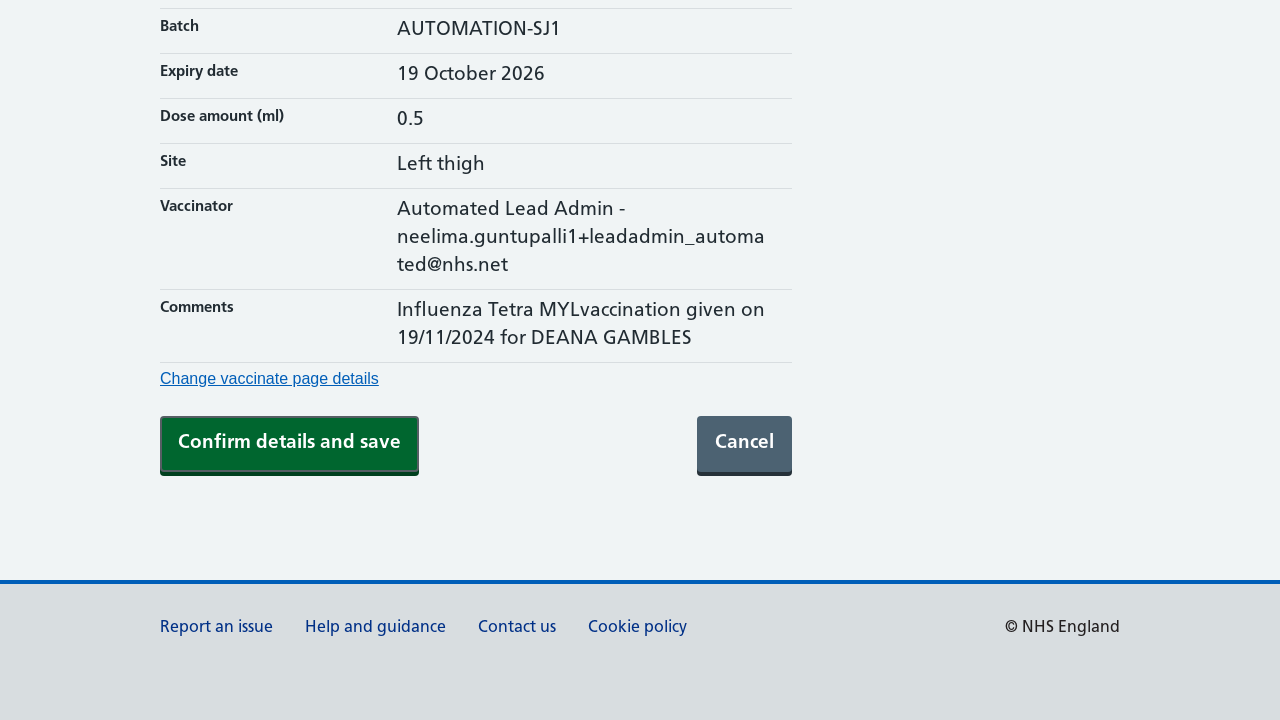 Batch
AUTOMATION-SJ1
Expiry date
19 October 2026
Dose amount (ml)
0.5
Site
Left thigh
Vaccinator
Automated Lead Admin -
neelima.guntupalli1+leadadmin_automa
ted@nhs.net
Comments
Influenza Tetra MYLvaccination given on
19/11/2024 for DEANA GAMBLES
Change vaccinate page details
Confirm details and save
Cancel
Report an issue
Help and guidance
Contact us
Cookie policy
© NHS England